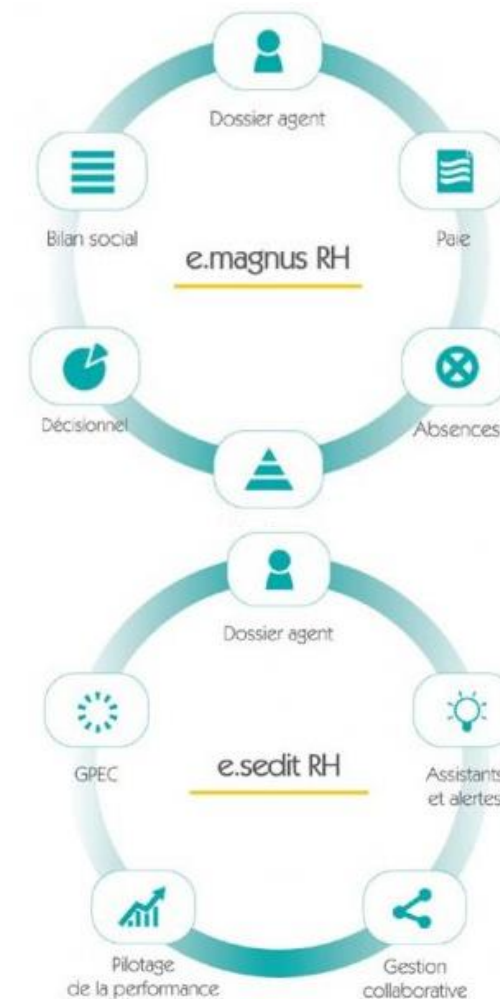 Dossier agent
Bilan social
Paie
e.magnus RH
Décisionnel
Absences
Dossier agent
GPEC
e.sedit RH
Assistants
et alertes
Pilotage
de la performance
Gestion
collaborative